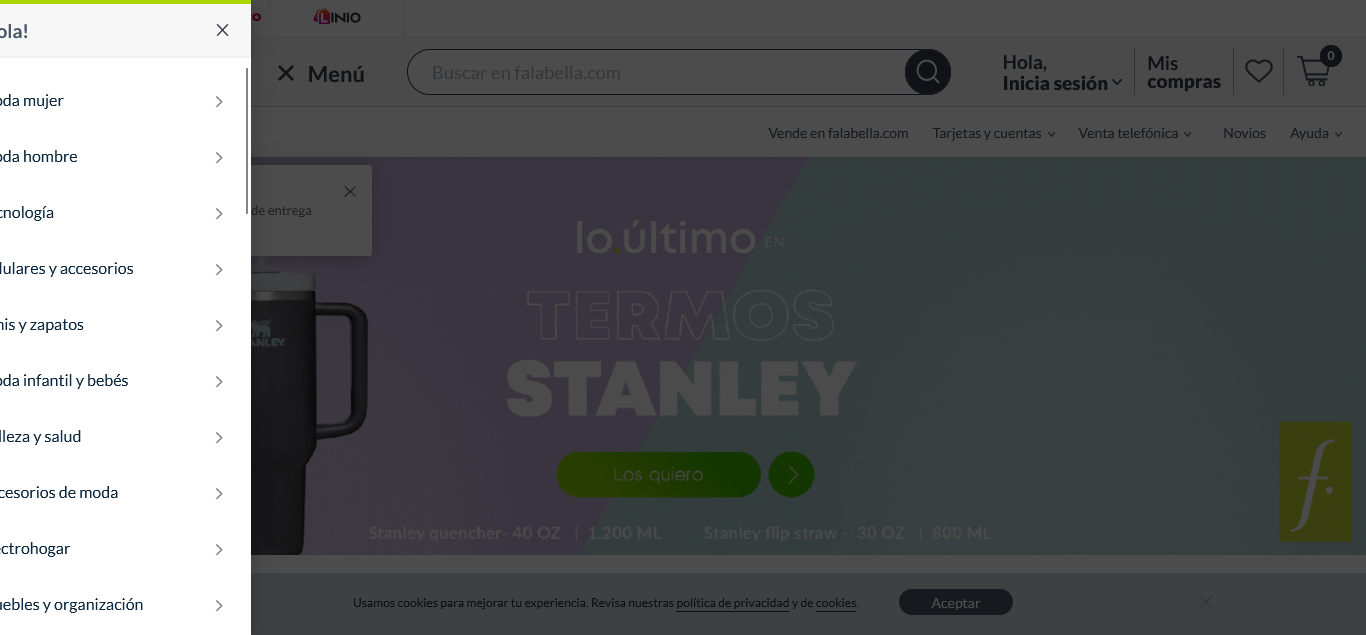 LINIO
ola!
Menú
Buscar en falabella.com
Hola,
Inicia sesión
Mis
compras
0
Vende en falabella.com
Tarjetas y cuentas
Venta telefónica
Novios
Ayuda
oda mujer
oda hombre
cnología
lulares y accesorios
nis y zapatos
oda infantil y bebés
lleza y salud
cesorios de moda
ectrohogar
uebles y organización
de entrega
lo.último EN
TERMOS
STANLEY
Los quiero
Stanley quencher- 40 OZ | 1.200 ML Stanley flip straw - 30 OZ | 800 ML
f.
Usamos cookies para mejorar tu experiencia. Revisa nuestras política de privacidad y de cookies.
Aceptar